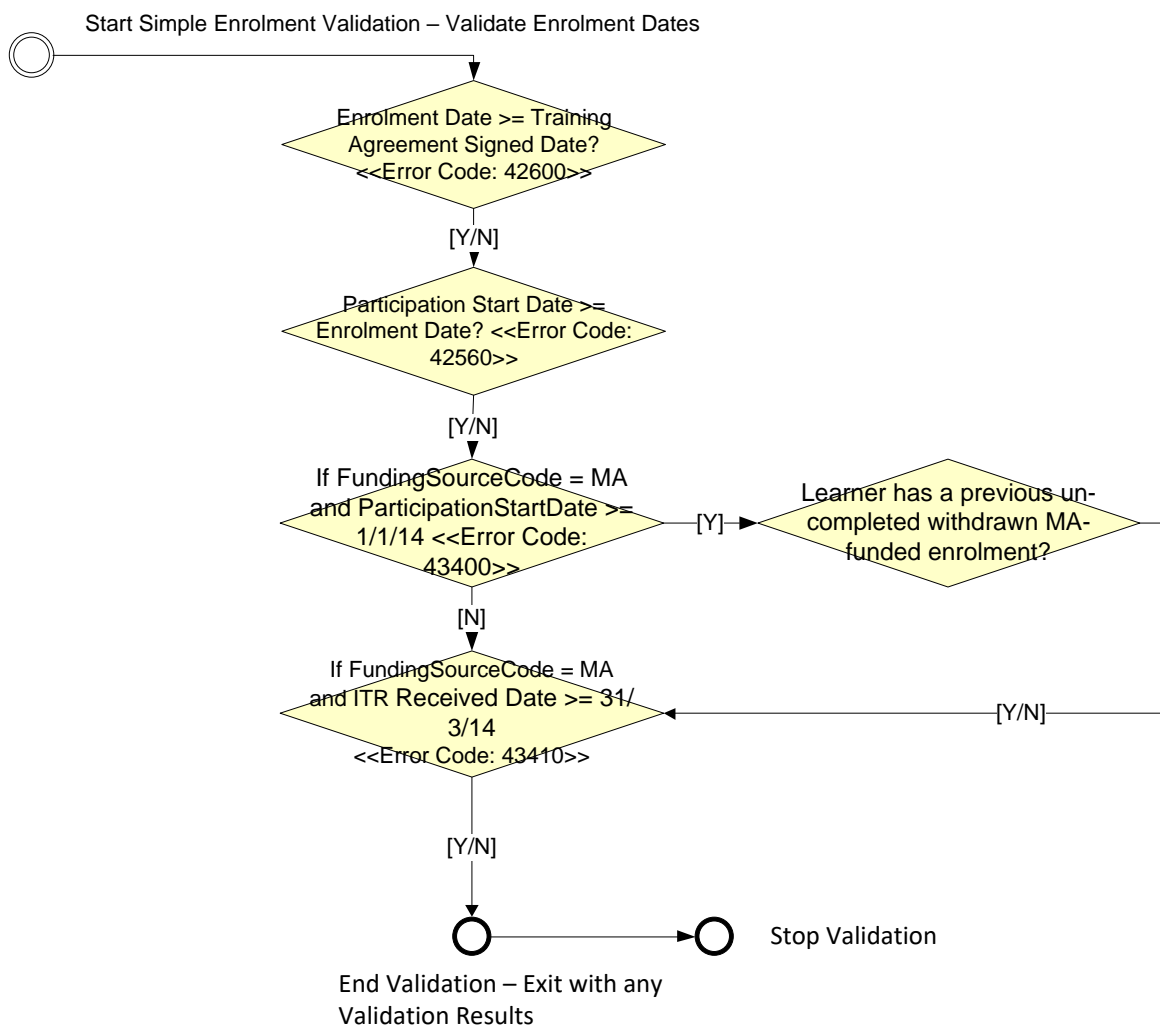 Start Simple Enrolment Validation – Validate Enrolment Dates
Enrolment Date >= Training
Agreement Signed Date?
<<Error Code: 42600>>
[Y/N]
Participation Start Date >=
Enrolment Date? <<Error Code:
42560>>
[Y/N]
If FundingSourceCode = MA
and ParticipationStartDate >=
1/1/14 <<Error Code:
43400>>
[Y]
Learner has a previous un-
completed withdrawn MA-
funded enrolment?
[N]
If FundingSourceCode = MA
and ITR Received Date >= 31/
3/14
<<Error Code: 43410>>
[Y/N]
[Y/N]
Stop Validation
End Validation – Exit with any
Validation Results